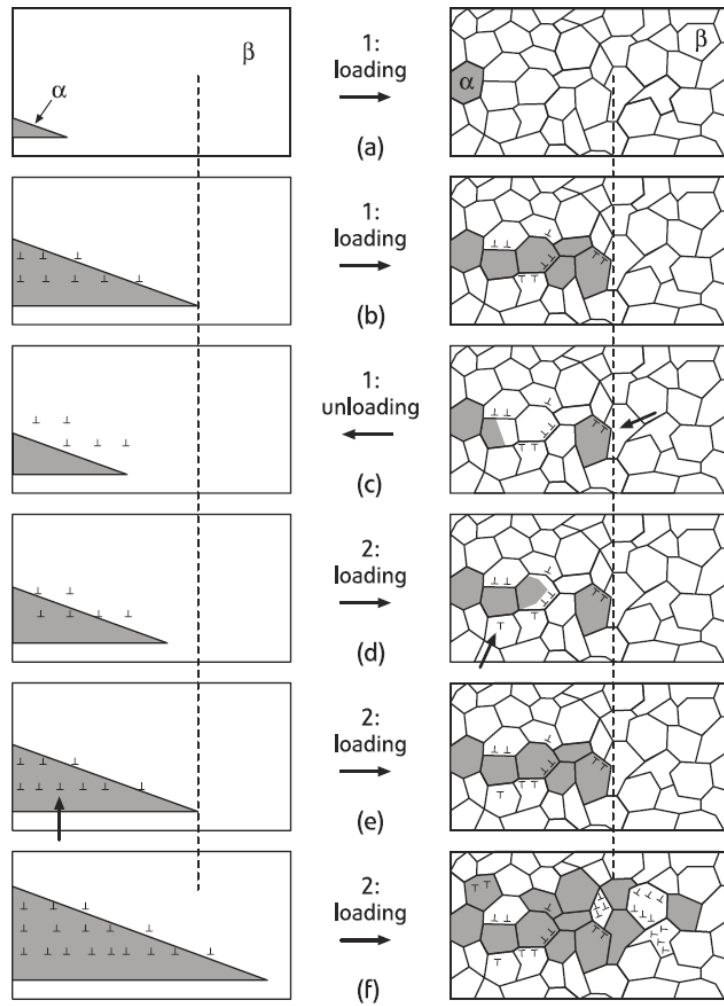 β
α
1:
loading
(a)
β
α
1:
loading
(b)
1:
unloading
(c)
2:
loading
(d)
2:
loading
(e)
2:
loading
(f)